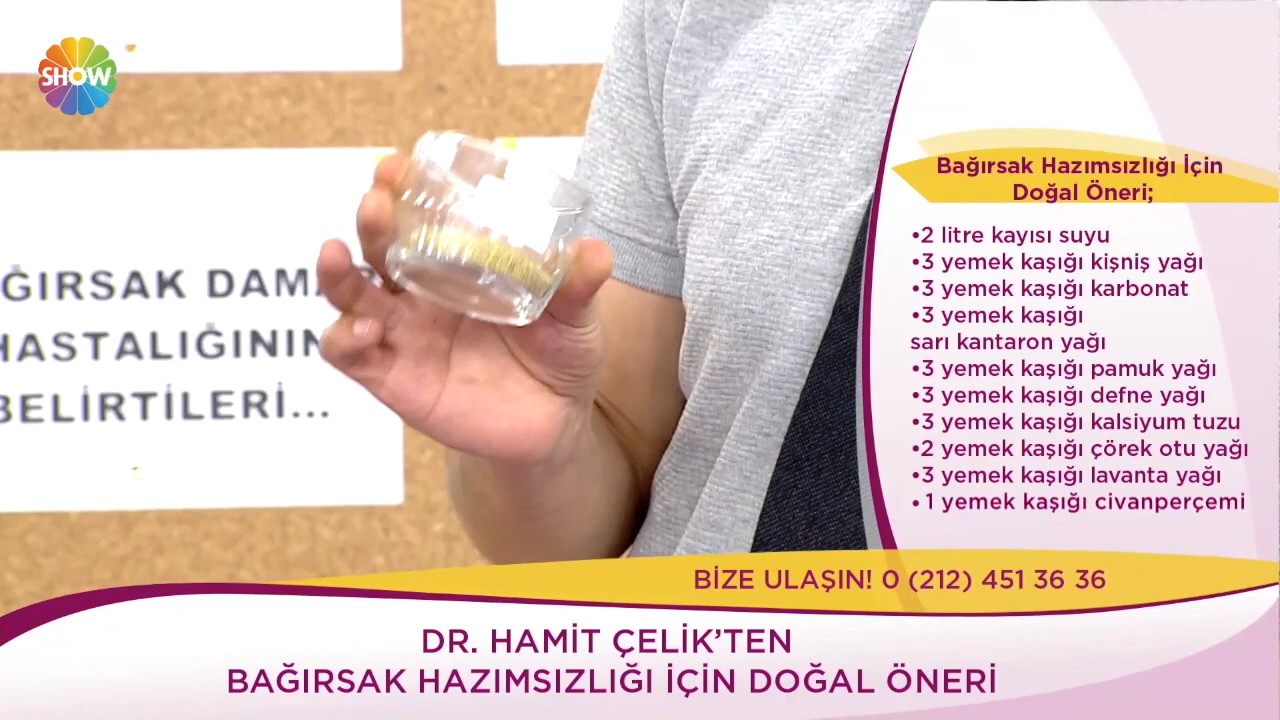 SHOW
ĞIRSAK DAMA
HASTALIĞININ
BELİRTİLERİ...
Bağırsak Hazımsızlığı İçin
Doğal Öneri;
•2 litre kayısı suyu
•3 yemek kaşığı kişniş yağı
•3 yemek kaşığı karbonat
•3 yemek kaşığı
sarı kantaron yağı
•3 yemek kaşığı pamuk yağı
•3 yemek kaşığı defne yağı
•3 yemek kaşığı kalsiyum tuzu
•2 yemek kaşığı çörek otu yağı
•3 yemek kaşığı lavanta yağı
•1 yemek kaşığı civanperçemi
BİZE ULAŞIN! 0 (212) 451 36 36
DR. HAMİT ÇELİK'TEN
BAĞIRSAK HAZIMSIZLIĞI İÇİN DOĞAL ÖNERİ